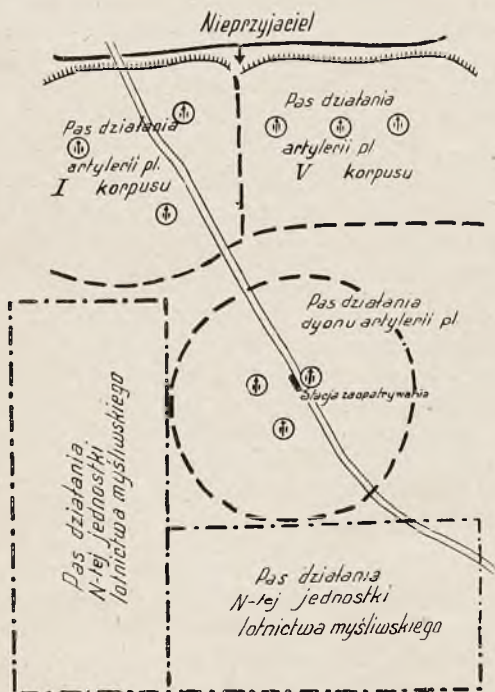 Nieprzyjaciel
Pas działania
artylerii pl.
I korpusu
Pas działania
artylerii pl
V korpusu
Pas działania
dyonu artylerii pl.
Stacja zaopatrywania
Pas działania
N-tej jednostki
lotnictwa myśliwskiego
Pas działania
N-tej jednostki
lotnictwa myśliwskiego